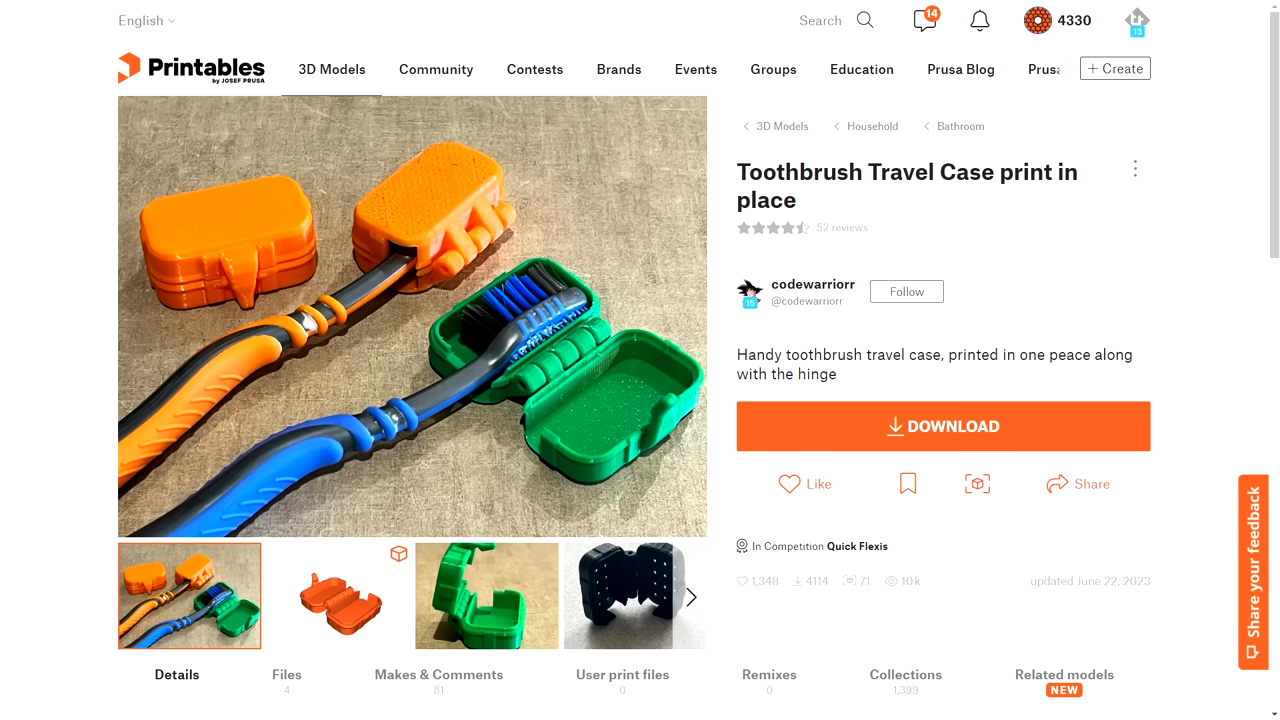 English
Search
14
4330
13
Printables
by JOSEF PRUSA
3D Models
Community
Contests
Brands
Events
Groups
Education
Prusa Blog
Create
3D Models
Household
Bathroom
Toothbrush Travel Case print in
place
52 reviews
codewarriorr
@codewarriorr
15
Follow
Handy toothbrush travel case, printed in one peace along
with the hinge
DOWNLOAD
Like
Share
Share your feedback
In Competition Quick Flexis
1,348
4114
71
10k
updated June 22, 2023
Details
Files
4
Makes & Comments
81
User print files
0
Remixes
0
Collections
1,399
Related models
NEW